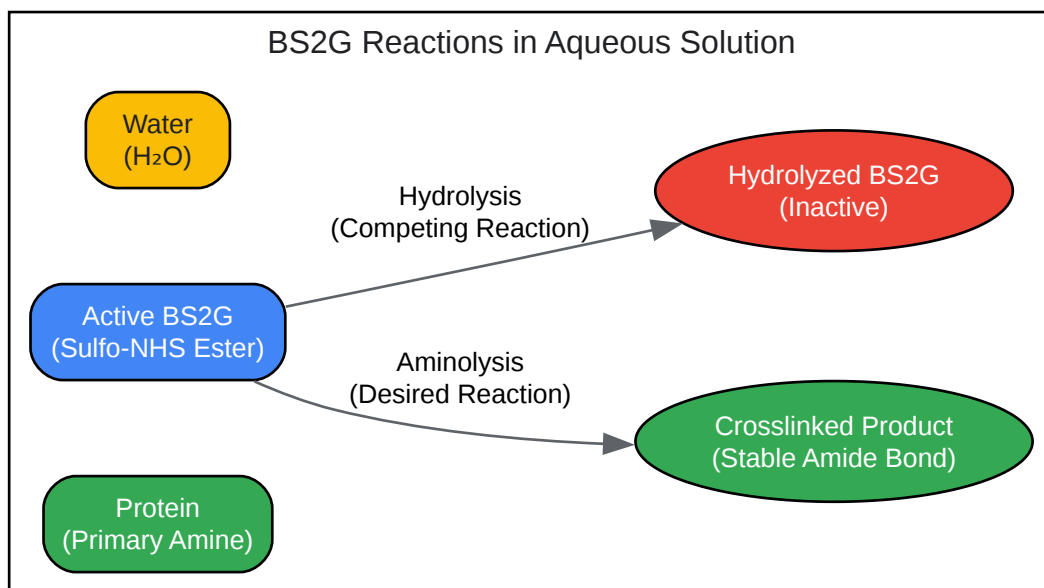 BS2G Reactions in Aqueous Solution
Water
(H₂O)
Hydrolysis
(Competing Reaction)
Hydrolyzed BS2G
(Inactive)
Active BS2G
(Sulfo-NHS Ester)
Aminolysis
(Desired Reaction)
Crosslinked Product
(Stable Amide Bond)
Protein
(Primary Amine)